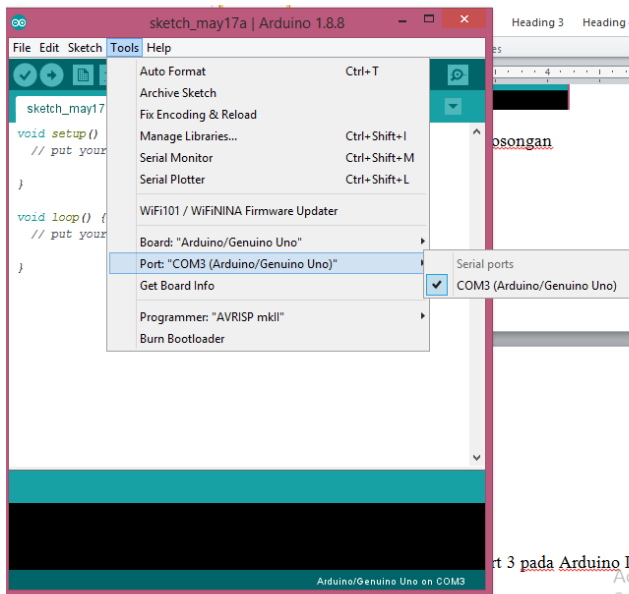 sketch_may17a | Arduino 1.8.8
File Edit Sketch Tools Help
sketch_may17
void setup()
// put your
}
void loop() {
// put your
}
Auto Format Ctrl+T
Archive Sketch
Fix Encoding & Reload
Manage Libraries... Ctrl+Shift+I
Serial Monitor Ctrl+Shift+M
Serial Plotter Ctrl+Shift+L
WiFi101 / WiFiNINA Firmware Updater
Board: "Arduino/Genuino Uno"
Port: "COM3 (Arduino/Genuino Uno)"
Get Board Info
Programmer: "AVRISP mkII"
Burn Bootloader
Serial ports
COM3 (Arduino/Genuino Uno)
Arduino/Genuino Uno on COM3
Heading 3 Heading
es
4
osongan
rt 3 pada Arduino I